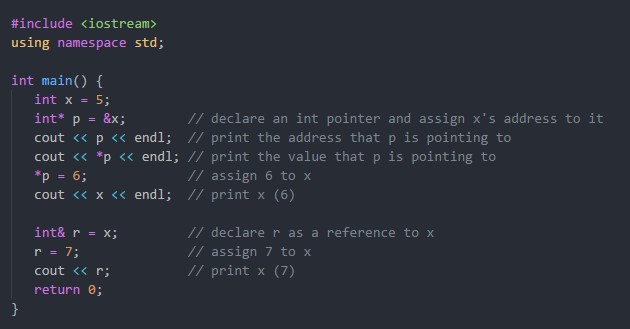 #include <iostream>
using namespace std;

int main() {
   int x = 5;
   int* p = &x;        // declare an int pointer and assign x's address to it
   cout << p << endl;  // print the address that p is pointing to
   cout << *p << endl; // print the value that p is pointing to
   *p = 6;             // assign 6 to x
   cout << x << endl;  // print x (6)

   int& r = x;         // declare r as a reference to x
   r = 7;              // assign 7 to x
   cout << r;          // print x (7)
   return 0;
}